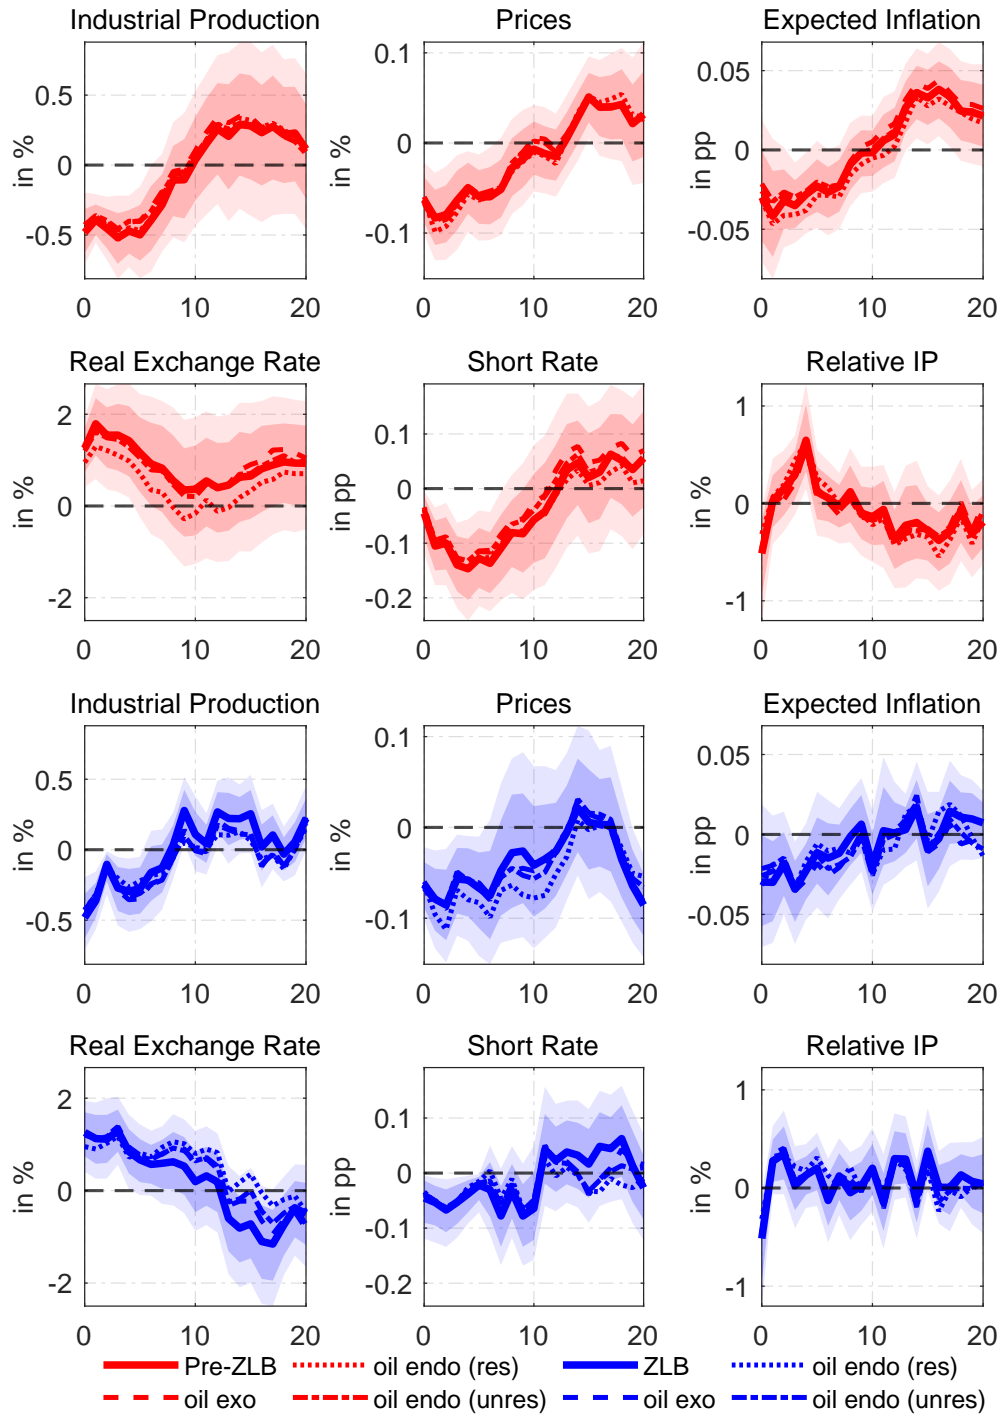 Industrial Production Prices Expected Inflation
in % 0.5 0 -0.5 0 10 20
in % 0.1 0 -0.1 0 10 20
in pp 0.05 0 -0.05 0 10 20
Real Exchange Rate Short Rate Relative IP
in % 2 0 -2 0 10 20
in pp 0.1 0 -0.1 -0.2 0 10 20
in % 1 0 -1 0 10 20
Industrial Production Prices Expected Inflation
in % 0.5 0 -0.5 0 10 20
in % 0.1 0 -0.1 0 10 20
in pp 0.05 0 -0.05 0 10 20
Real Exchange Rate Short Rate Relative IP
in % 2 0 -2 0 10 20
in pp 0.1 0 -0.1 -0.2 0 10 20
in % 1 0 -1 0 10 20
Pre-ZLB oil endo (res) ZLB oil endo (res)
oil exo oil endo (unres) oil exo oil endo (unres)